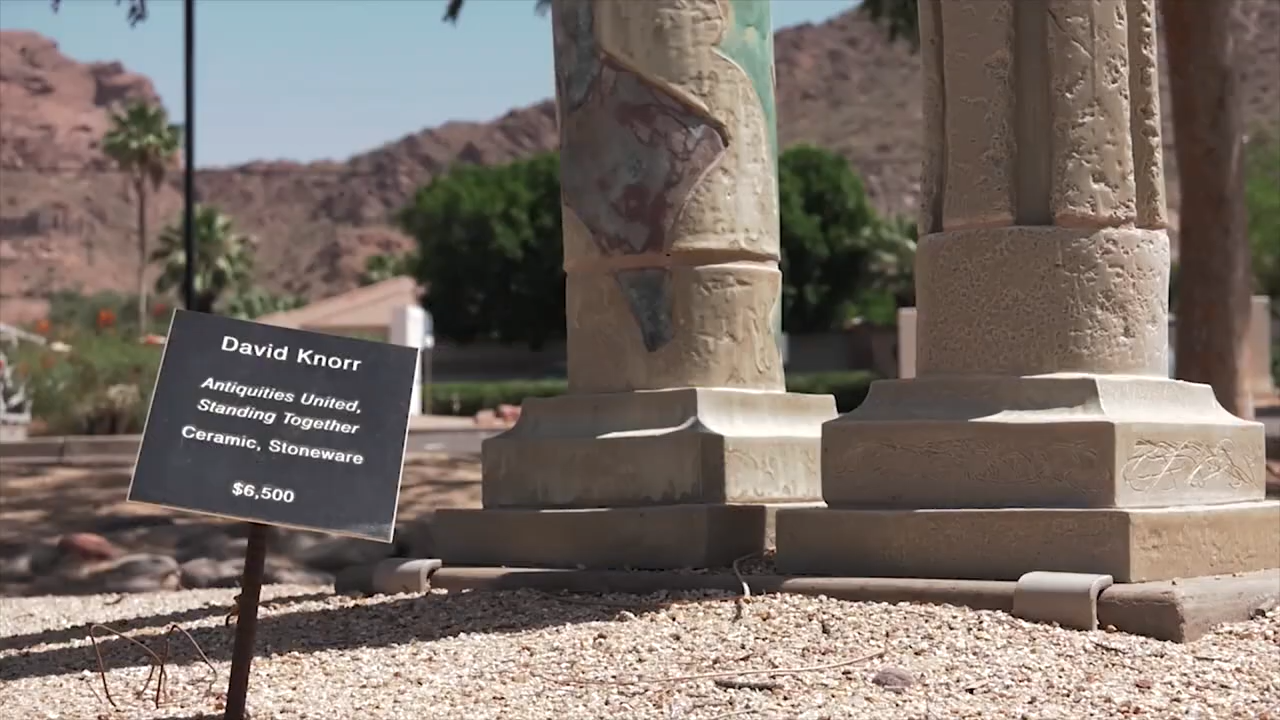 David Knorr
Antiquities United,
Standing Together
Ceramic, Stoneware
$6,500